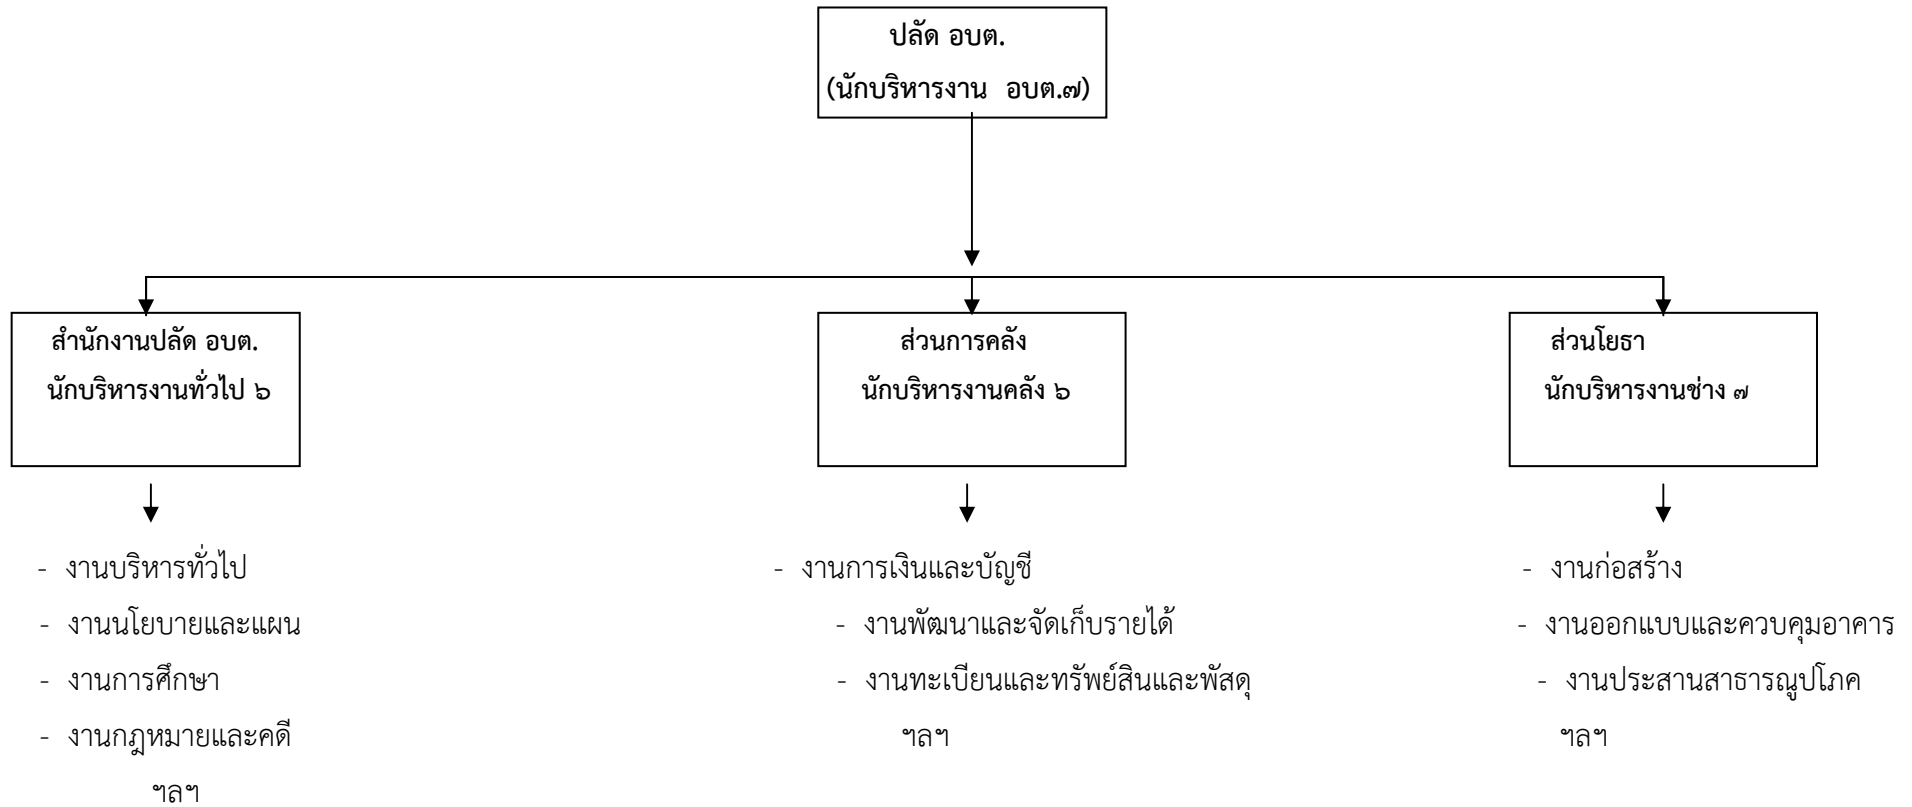 ปลัด อบต.
(นักบริหารงาน อบต.๗)
สำนักงานปลัด อบต.
นักบริหารงานทั่วไป ๖
ส่วนการคลัง
นักบริหารงานคลัง ๖
ส่วนโยธา
นักบริหารงานช่าง ๗
- งานบริหารทั่วไป
- งานนโยบายและแผน
- งานการศึกษา
- งานกฎหมายและคดี
ฯลฯ
- งานการเงินและบัญชี
- งานพัฒนาและจัดเก็บรายได้
- งานทะเบียนและทรัพย์สินและพัสดุ
ฯลฯ
- งานก่อสร้าง
- งานออกแบบและควบคุมอาคาร
- งานประสานสาธารณูปโภค
ฯลฯ